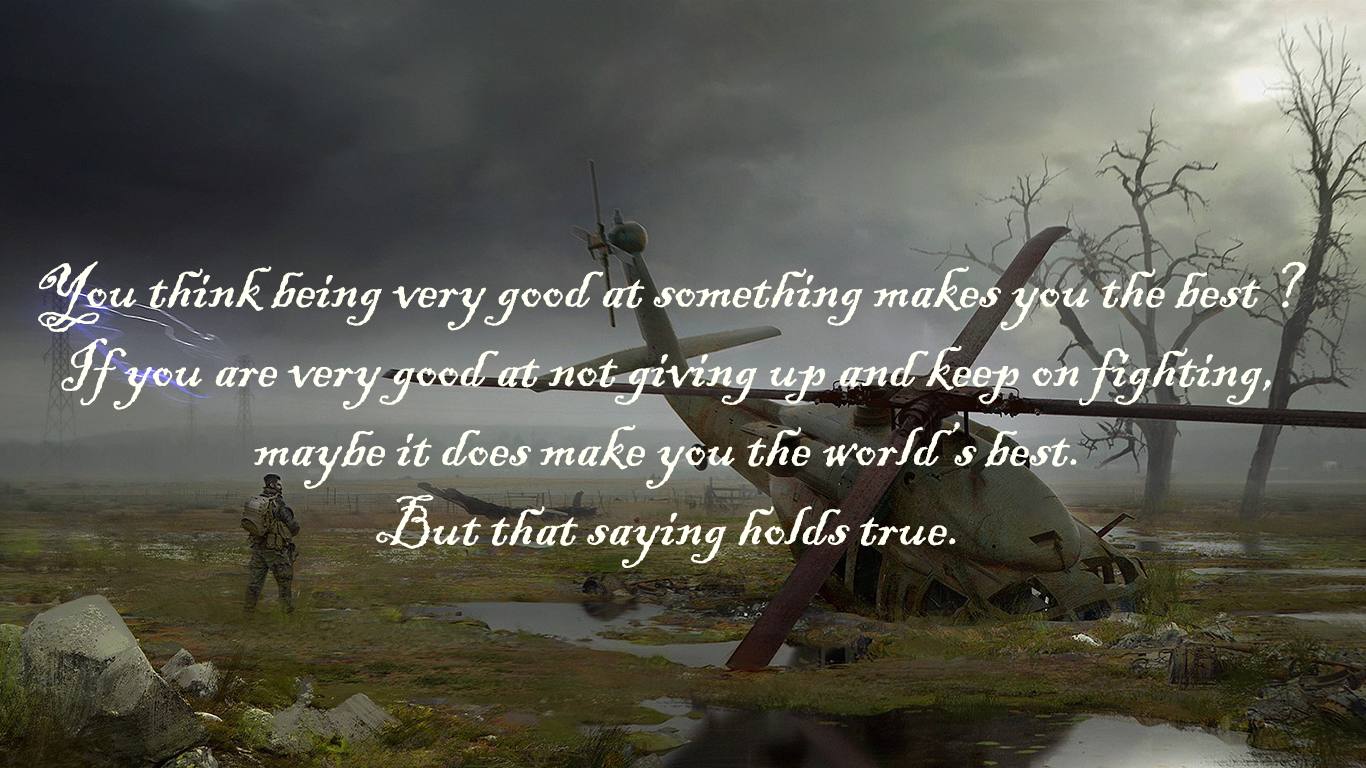 You think being very good at something makes you the best ?
If you are very good at not giving up and keep on fighting,
maybe it does make you the world's best.
But that saying holds true.